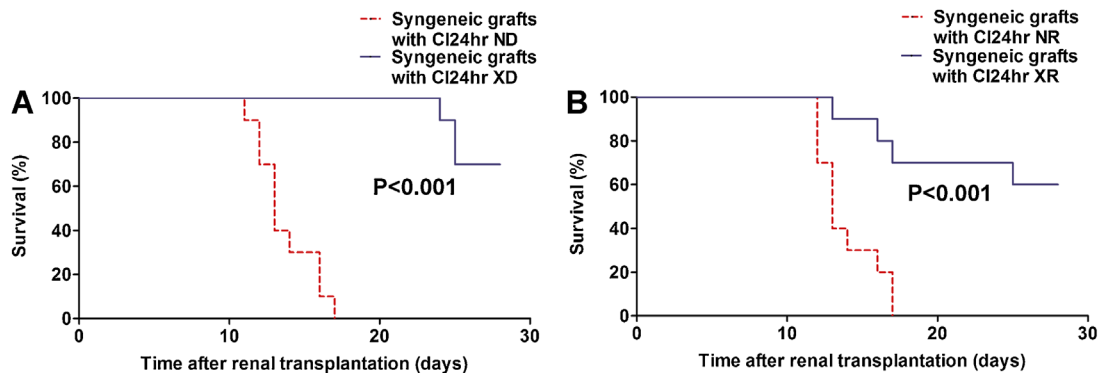 A
Syngeneic grafts
with CI24hr ND
Syngeneic grafts
with CI24hr XD
Survival (%)
100
80
60
40
20
0
P<0.001
0 10 20 30
Time after renal transplantation (days)
B
Syngeneic grafts
with CI24hr NR
Syngeneic grafts
with CI24hr XR
Survival (%)
100
80
60
40
20
0
P<0.001
0 10 20 30
Time after renal transplantation (days)